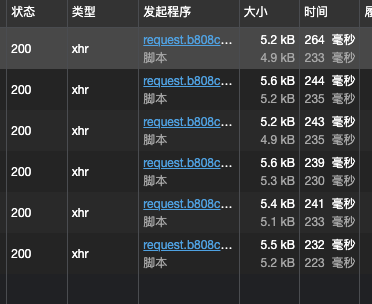 状态 类型 发起程序 大小 时间
200 xhr request.b808c... 5.2 kB 264 毫秒
脚本 4.9 kB 233 毫秒
200 xhr request.b808c... 5.6 kB 244 毫秒
脚本 5.2 kB 235 毫秒
200 xhr request.b808c... 5.2 kB 243 毫秒
脚本 4.9 kB 235 毫秒
200 xhr request.b808c... 5.6 kB 239 毫秒
脚本 5.3 kB 230 毫秒
200 xhr request.b808c... 5.4 kB 241 毫秒
脚本 5.1 kB 233 毫秒
200 xhr request.b808c... 5.5 kB 232 毫秒
脚本 5.2 kB 223 毫秒